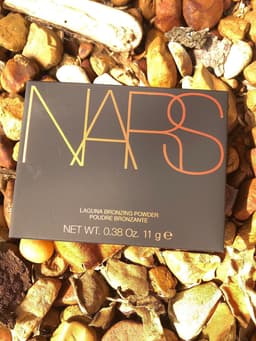 NARS
LAGUNA BRONZING POWDER
POUDRE BRONZANTE
NET WT. 0.38 Oz. 11 g ℮